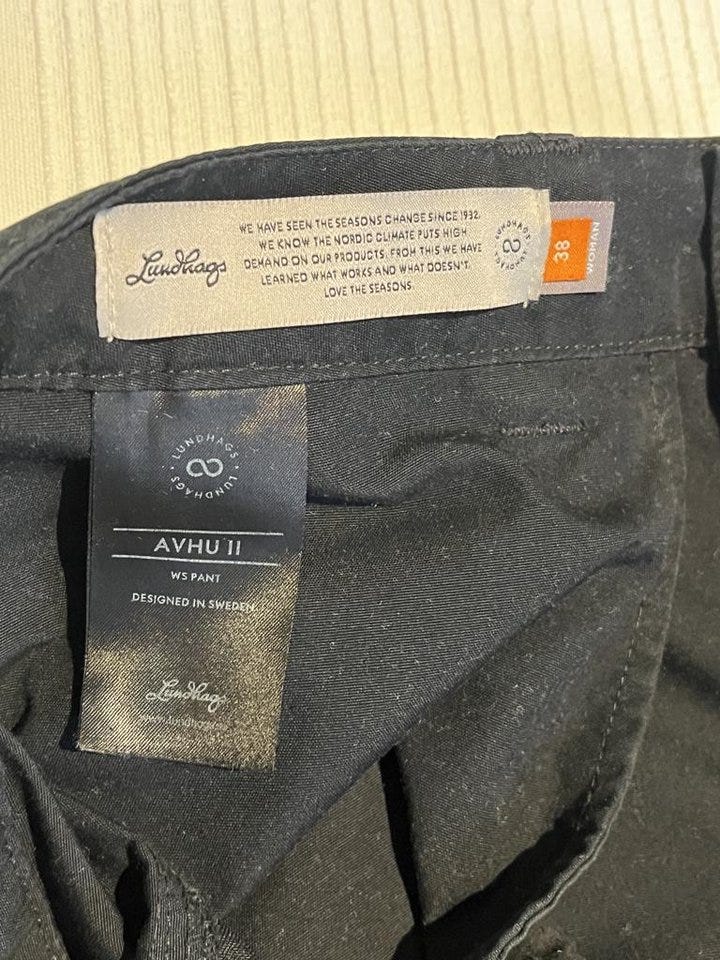 Lundhags
WE HAVE SEEN THE SEASONS CHANGE SINCE 1932.
WE KNOW THE NORDIC CLIMATE PUTS HIGH
DEMAND ON OUR PRODUCTS. FROM THIS WE HAVE
LEARNED WHAT WORKS AND WHAT DOESN'T.
LOVE THE SEASONS.
LUNDHAGS · LUNDHAGS ·
38
WOMAN
LUNDHAGS · LUNDHAGS ·
AVHU II
WS PANT
DESIGNED IN SWEDEN
Lundhags